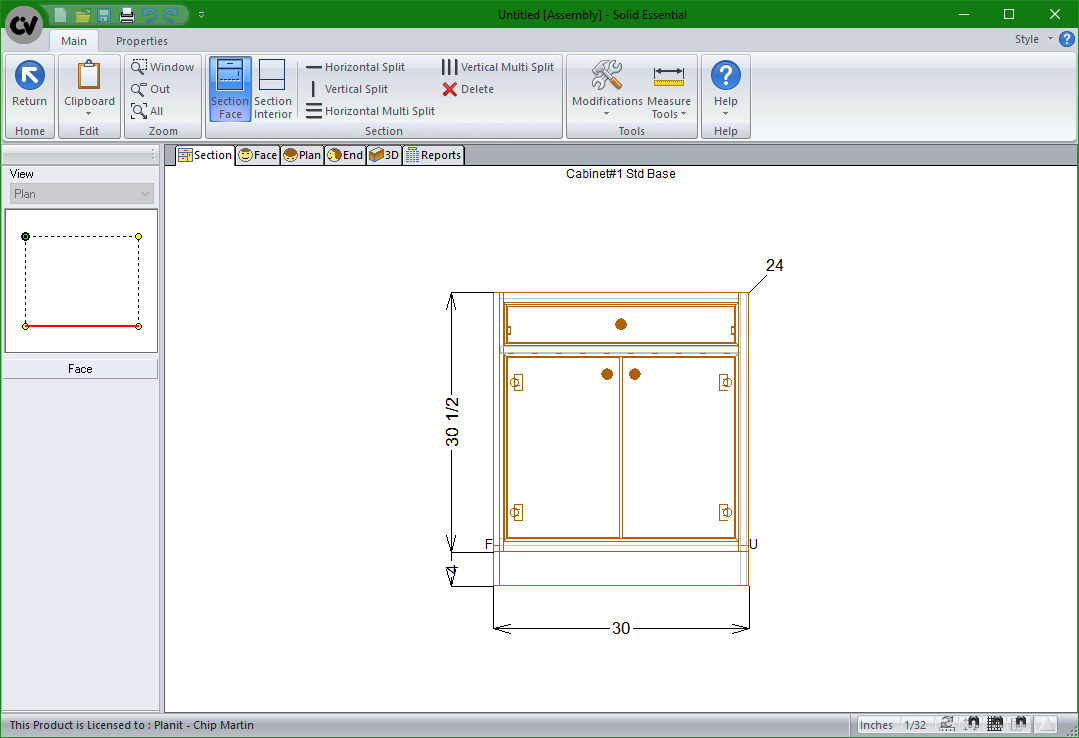 CV
Untitled [Assembly] - Solid Essential
Main Properties Style
Return
Home
Clipboard
Edit
Window
Out
All
Zoom
Section Face
Section Interior
Horizontal Split
Vertical Split
Horizontal Multi Split
Vertical Multi Split
Delete
Section
Modifications
Measure Tools
Tools
Help
Help
View
Plan
Face
Section Face Plan End 3D Reports
Cabinet#1 Std Base
24
30 1/2
F U
4
30
This Product is Licensed to : Planit - Chip Martin
Inches 1/32